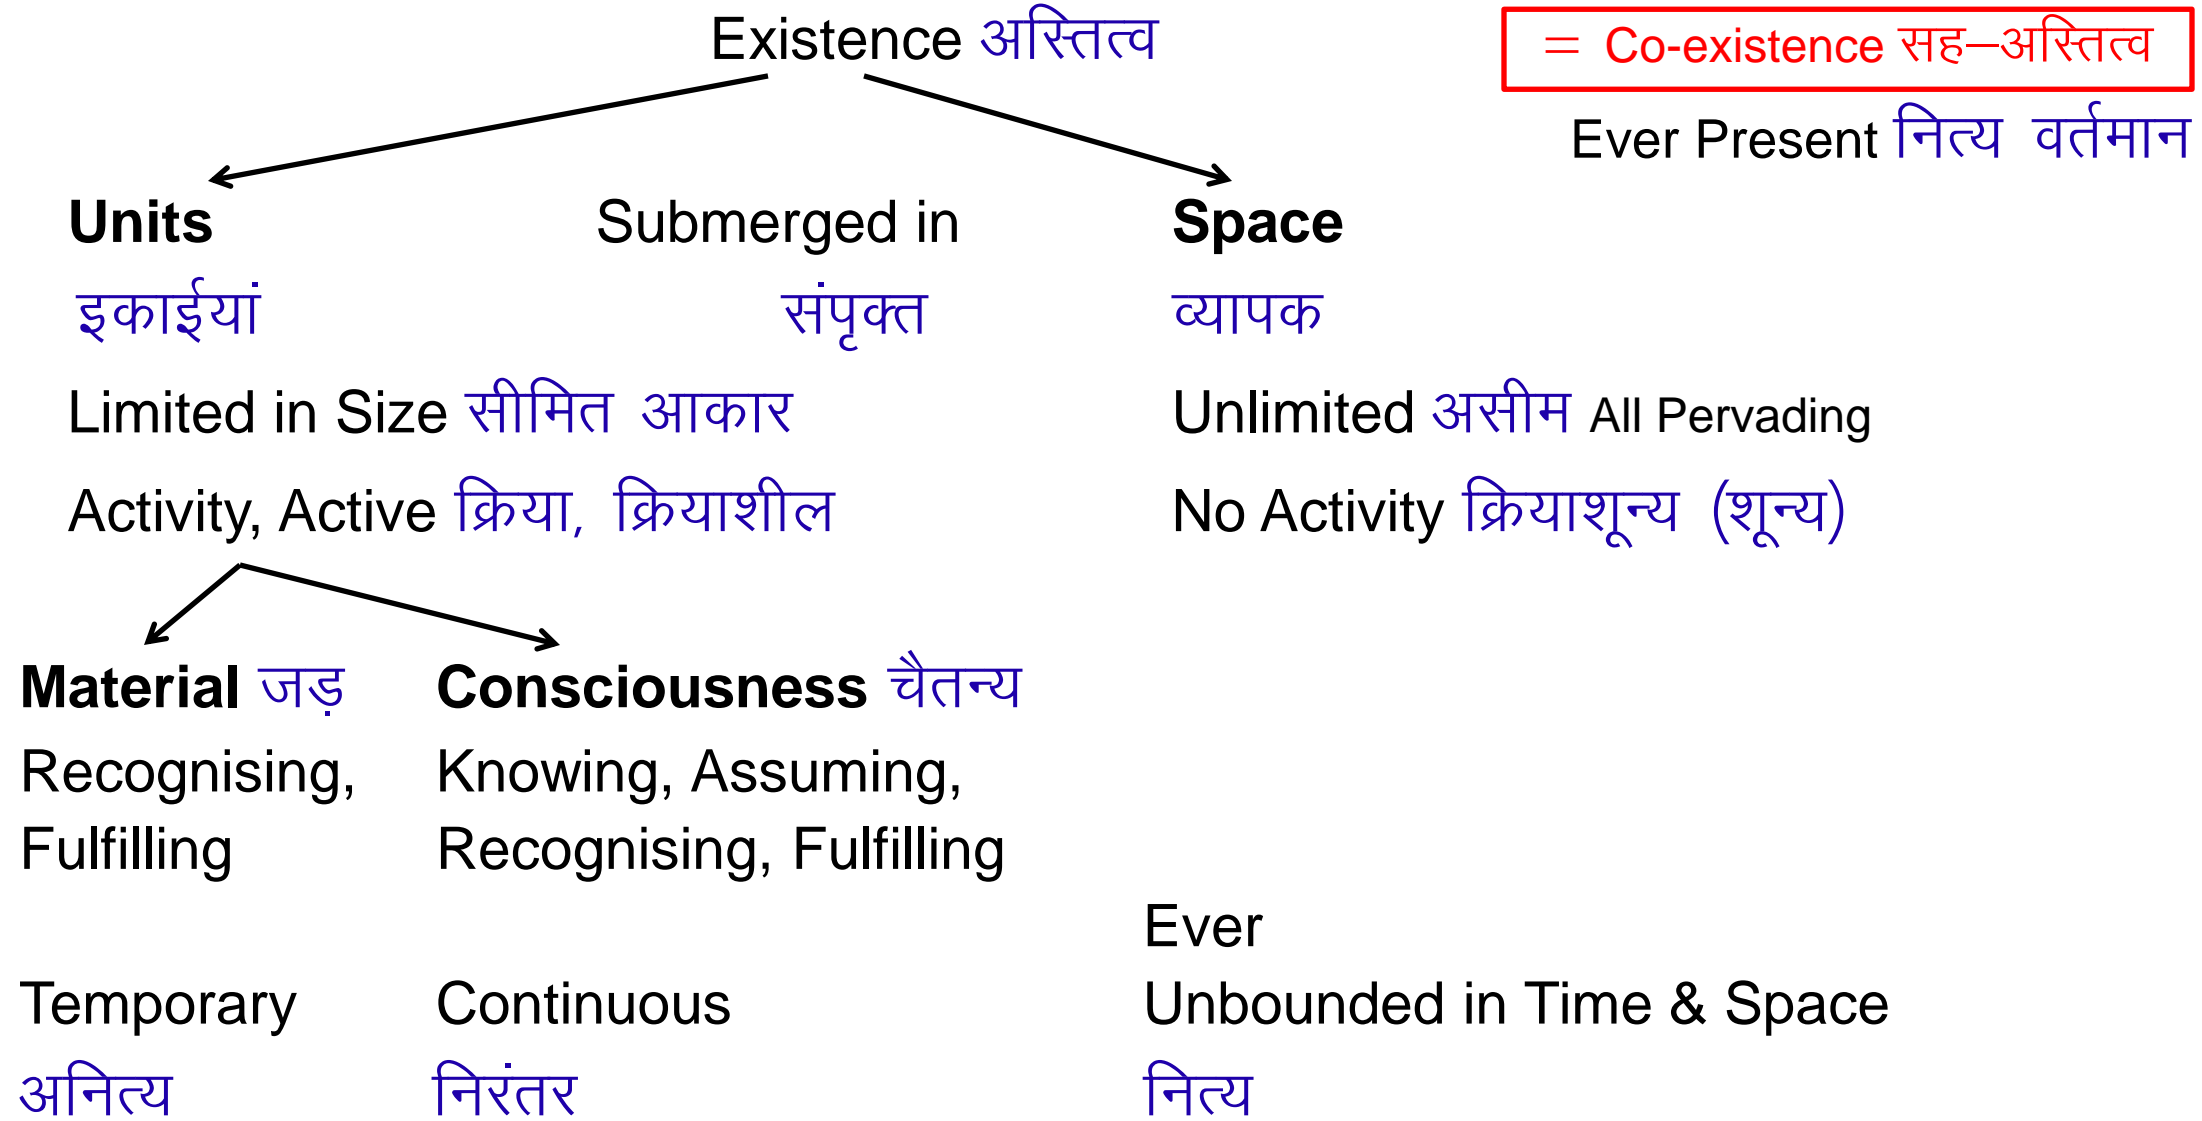 Existence अस्तित्व
= Co-existence सह–अस्तित्व
Ever Present नित्य वर्तमान
Units Submerged in Space
इकाईयां संपृक्त व्यापक
Limited in Size सीमित आकार Unlimited असीम All Pervading
Activity, Active क्रिया, क्रियाशील No Activity क्रियाशून्य (शून्य)
Material जड़ Consciousness चैतन्य
Recognising, Knowing, Assuming,
Fulfilling Recognising, Fulfilling
Ever
Temporary Continuous Unbounded in Time & Space
अनित्य निरंतर नित्य